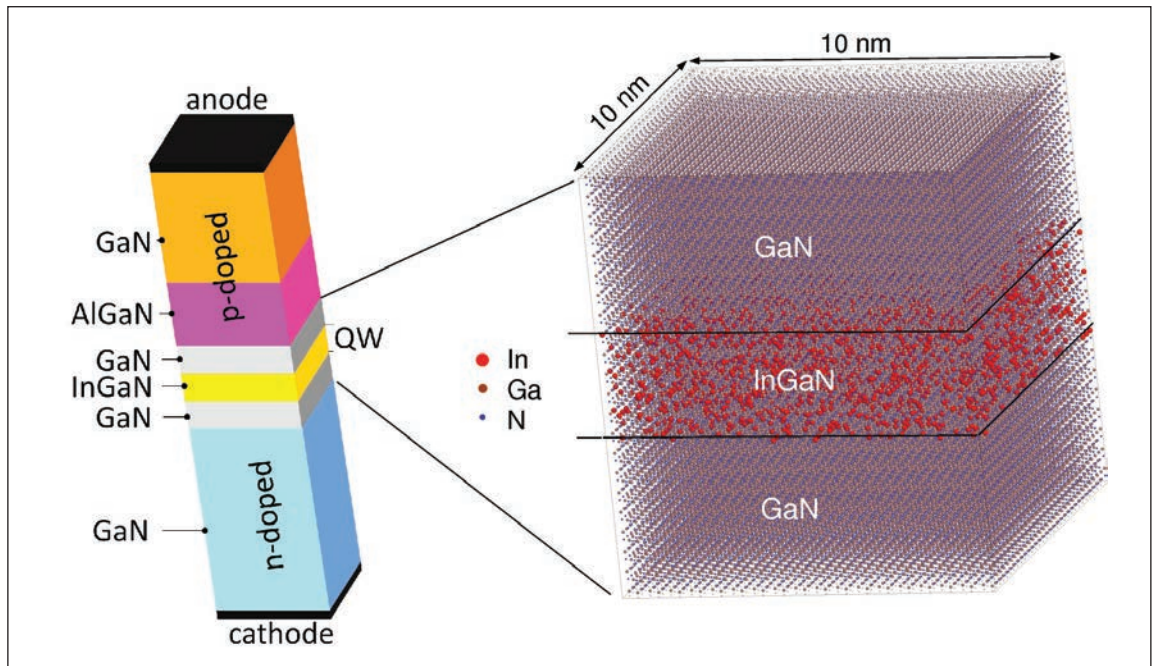 anode
GaN
p-doped
AlGaN
GaN
QW
InGaN
GaN
n-doped
GaN
cathode
10 nm
10 nm
GaN
In
InGaN
Ga
N
GaN